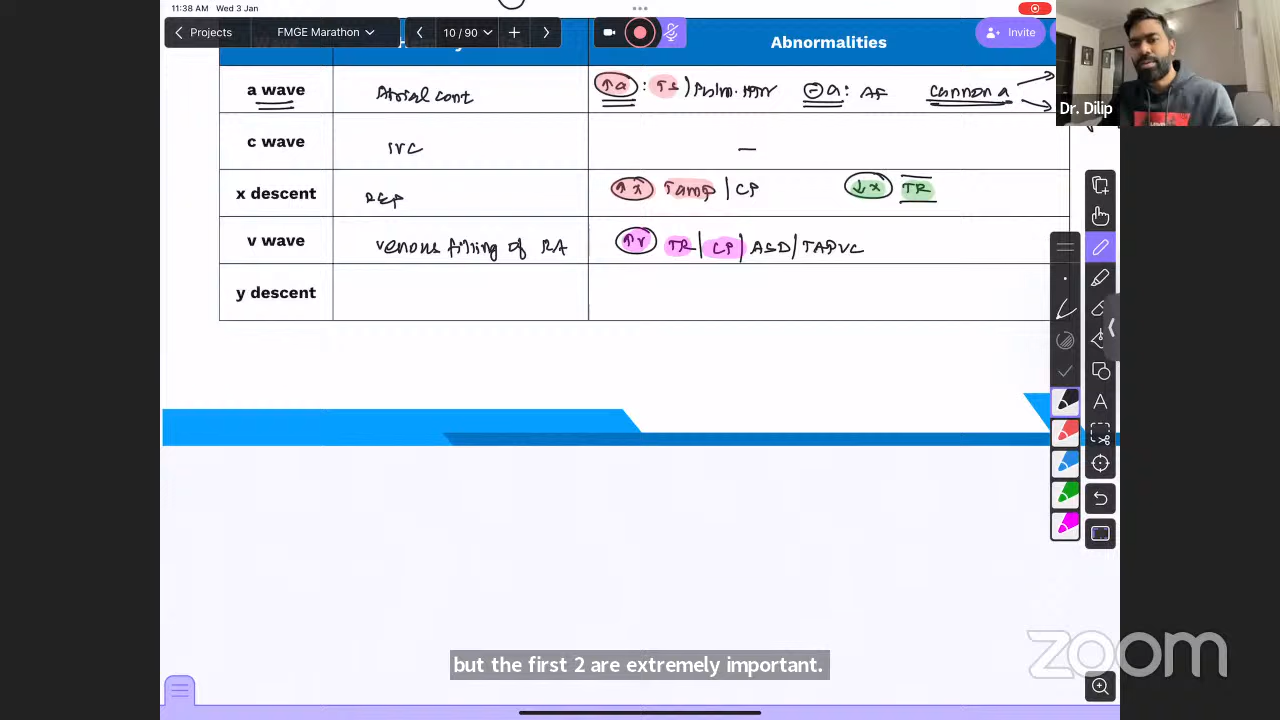 11:38 AM Wed 3 Jan
Projects FMGE Marathon 10 / 90 Invite
Abnormalities
a wave Atrial cont ↑a : TS | Pulm. HTN ⊖ a : AF cannon a
Dr. Dilip
c wave IVC —
x descent ↑x Tamp | CP ↓x TR
v wave venous filling of RA ↑v TR | CP | ASD | TAPVC
y descent
but the first 2 are extremely important.
zoom